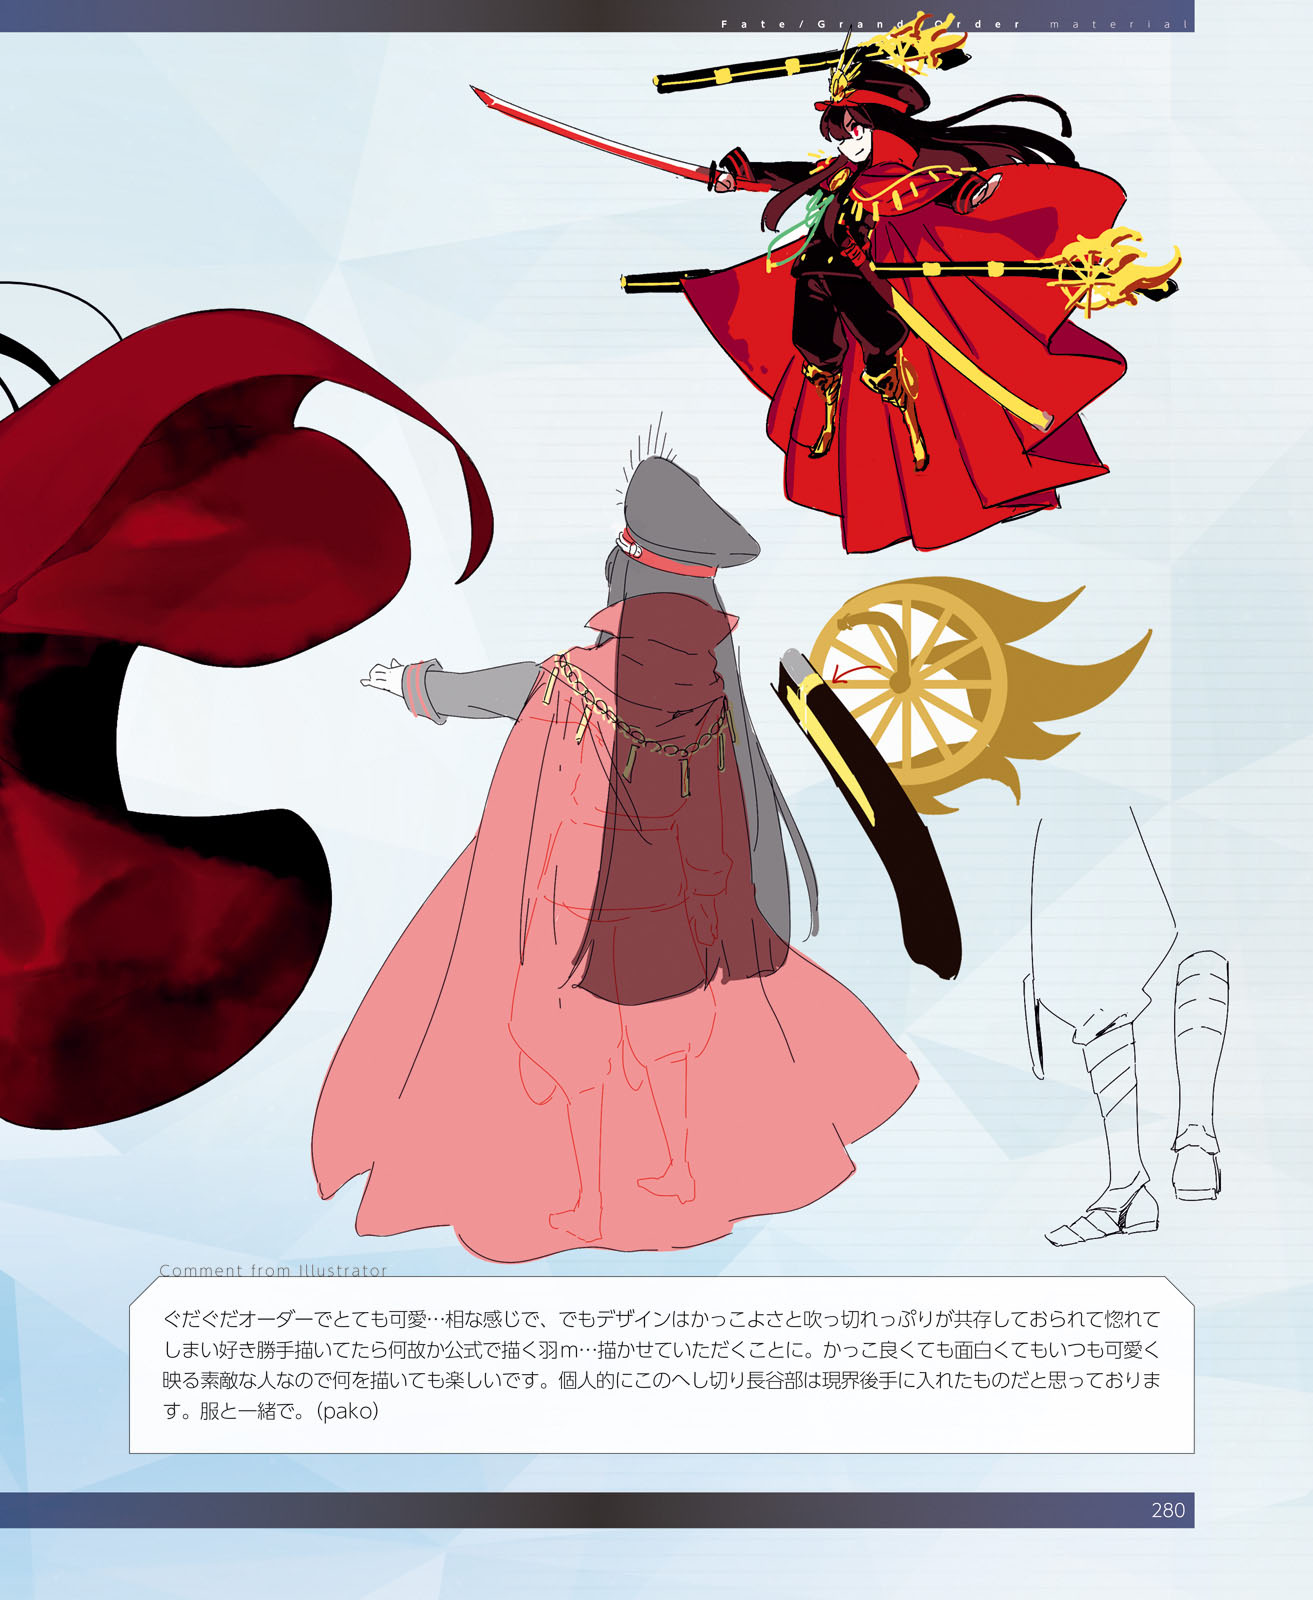 Fate/Grand Order material
Comment from Illustrator
ぐだぐだオーダーでとても可愛…相な感じで、でもデザインはかっこよさと吹っ切れっぷりが共存しておられて惚れて
しまい好き勝手描いてたら何故か公式で描く羽m…描かせていただくことに。かっこ良くても面白くてもいつも可愛く
映る素敵な人なので何を描いても楽しいです。個人的にこのへし切り長谷部は現界後手に入れたものだと思っておりま
す。服と一緒で。(pako)
280